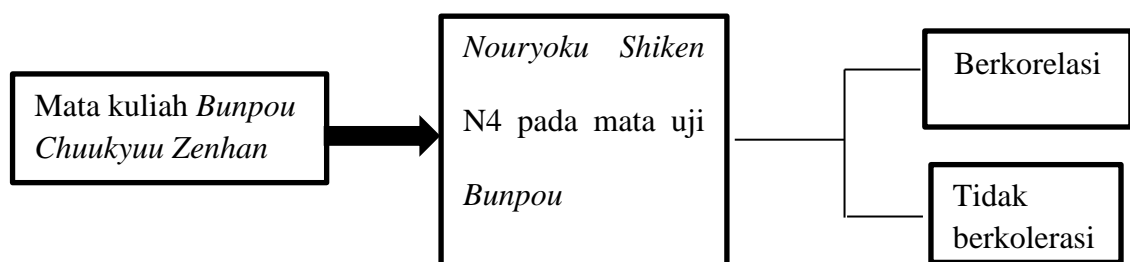 Mata kuliah Bunpou
Chuukyuu Zenhan
Nouryoku Shiken
N4 pada mata uji
Bunpou
Berkorelasi
Tidak
berkolerasi